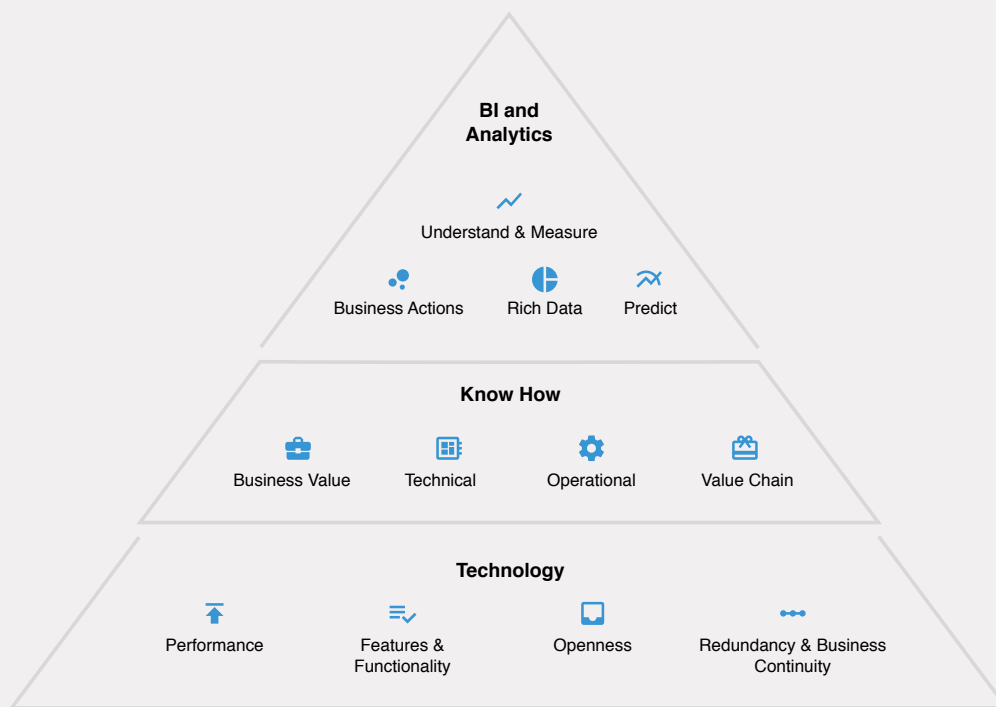 BI and
Analytics
Understand & Measure
Business Actions
Rich Data
Predict
Know How
Business Value
Technical
Operational
Value Chain
Technology
Performance
Features &
Functionality
Openness
Redundancy & Business
Continuity